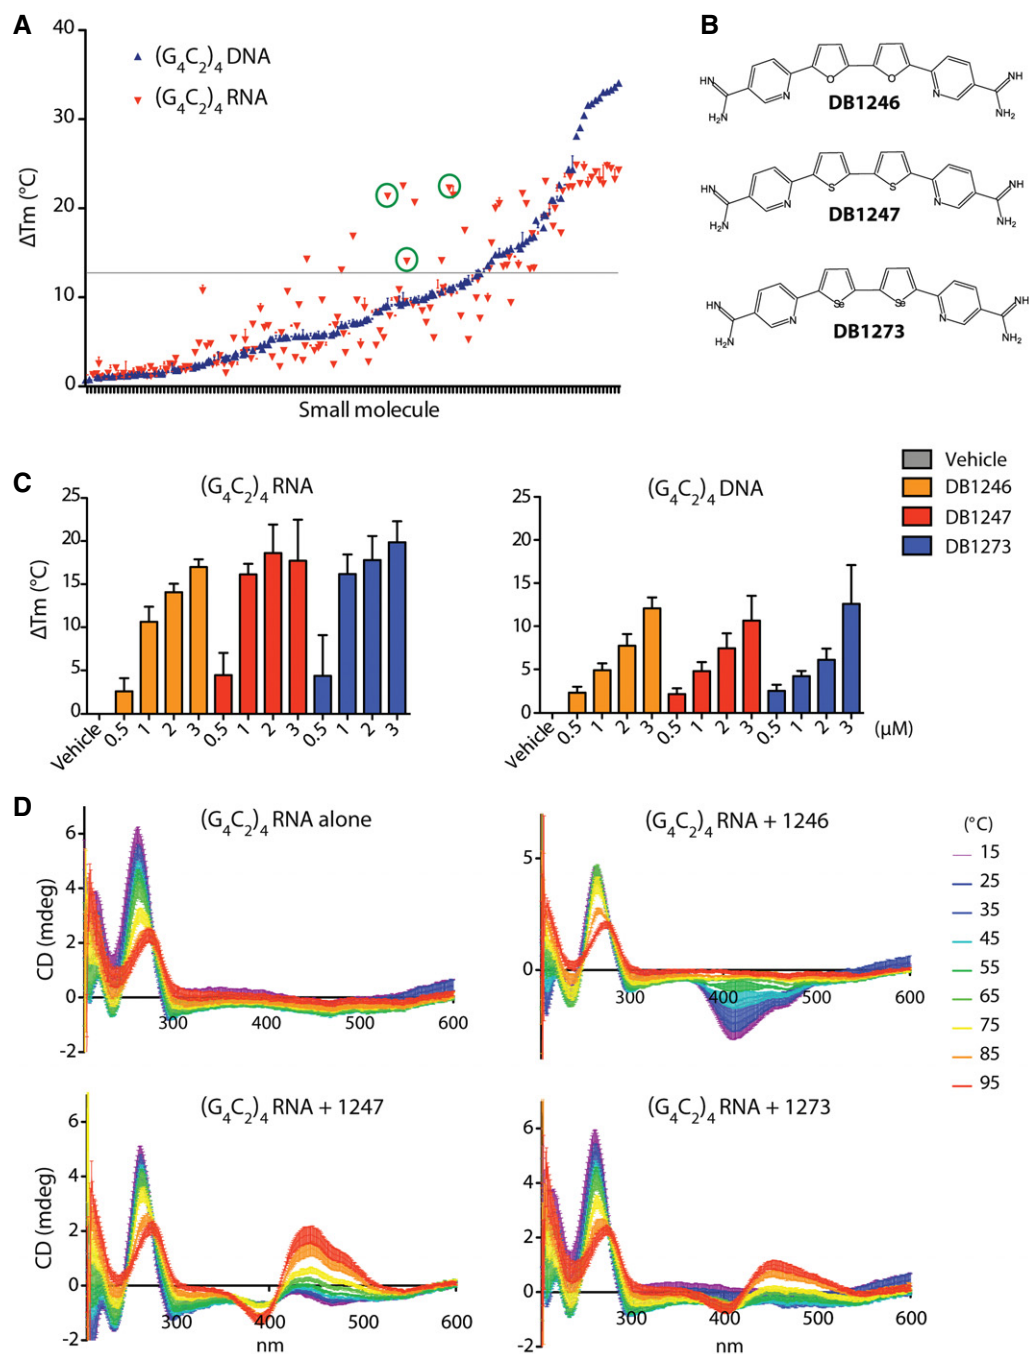 A
40
30
20
10
0
ΔTm (°C)
(G4C2)4 DNA
(G4C2)4 RNA
Small molecule
B
HN
H2N
N
O
O
N
NH
NH2
DB1246
HN
H2N
N
S
S
N
NH
NH2
DB1247
HN
H2N
N
Se
Se
N
NH
NH2
DB1273
C
(G4C2)4 RNA
25
20
15
10
5
0
ΔTm (°C)
Vehicle 0.5 1 2 3 0.5 1 2 3 0.5 1 2 3
(G4C2)4 DNA
25
20
15
10
5
0
Vehicle 0.5 1 2 3 0.5 1 2 3 0.5 1 2 3 (μM)
Vehicle
DB1246
DB1247
DB1273
D
(G4C2)4 RNA alone
6
4
2
0
-2
CD (mdeg)
300 400 500 600
(G4C2)4 RNA + 1246
5
0
300 400 500 600
(°C)
15
25
35
45
55
65
75
85
95
(G4C2)4 RNA + 1247
6
4
2
0
-2
CD (mdeg)
300 400 500 600
nm
(G4C2)4 RNA + 1273
6
4
2
0
-2
300 400 500 600
nm